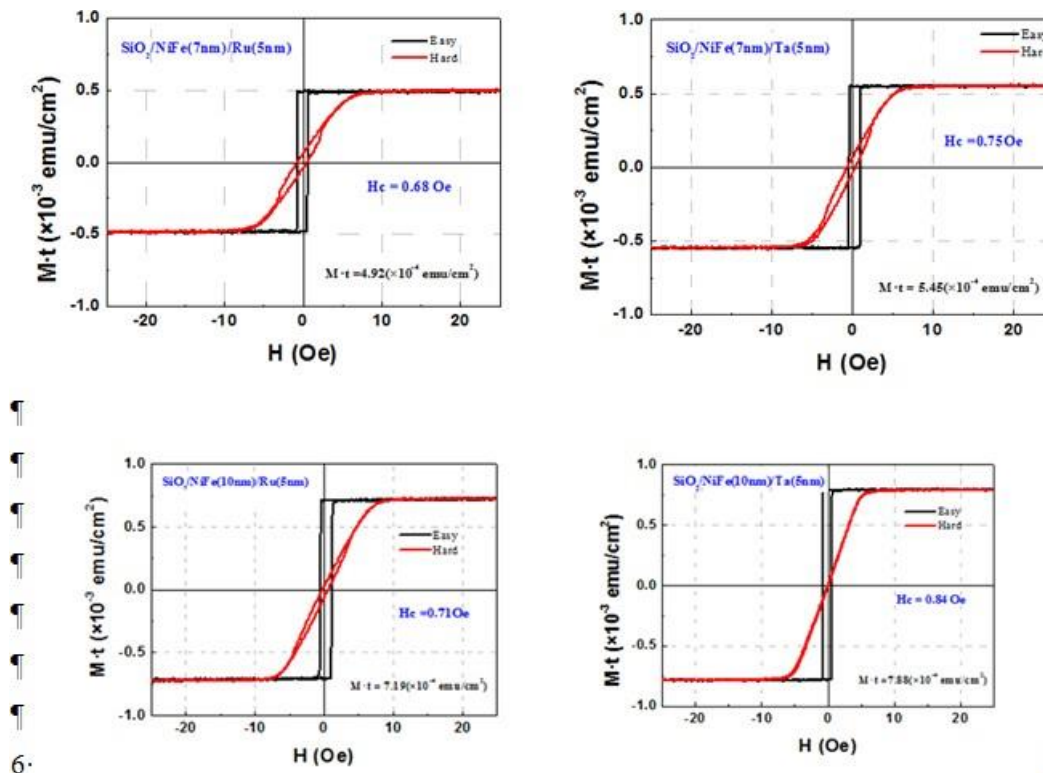 1.0
SiO2/NiFe(7nm)/Ru(5nm)
Easy
Hard
0.5
0.0
Hc = 0.68 Oe
-0.5
M·t =4.92(×10⁻⁴ emu/cm²)
-1.0
-20 -10 0 10 20
H (Oe)
M·t (×10⁻³ emu/cm²)
1.0
SiO2/NiFe(7nm)/Ta(5nm)
Easy
Hard
0.5
0.0
Hc =0.75Oe
-0.5
M·t = 5.45(×10⁻⁴ emu/cm²)
-1.0
-20 -10 0 10 20
H (Oe)
M·t (×10⁻³ emu/cm²)
¶
¶
¶
¶
¶
¶
¶
1.0
SiO2/NiFe(10nm)/Ru(5nm)
0.5
Easy
Hard
0.0
Hc =0.71Oe
-0.5
M·t = 7.19(×10⁻⁴ emu/cm²)
-1.0
-20 -10 0 10 20
H (Oe)
M·t (×10⁻³ emu/cm²)
1.0
SiO2/NiFe(10nm)/Ta(5nm)
0.5
Easy
Hard
0.0
Hc = 0.84Oe
-0.5
M·t =7.88(×10⁻⁴ emu/cm²)
-1.0
-20 -10 0 10 20
H (Oe)
M·t (×10⁻³ emu/cm²)
6·